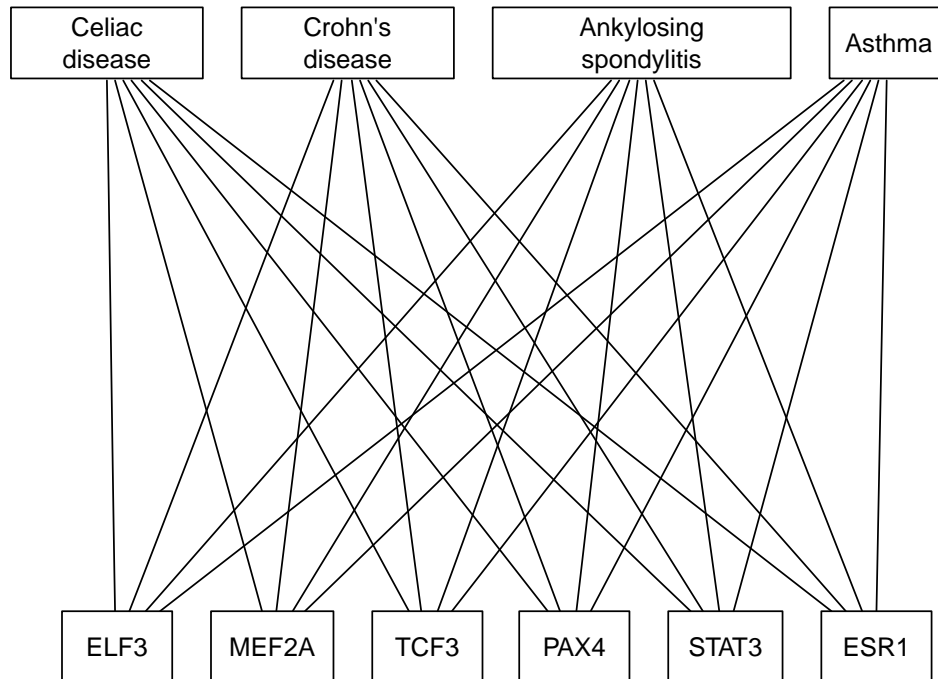 Celiac
disease
Crohn's
disease
Ankylosing
spondylitis
Asthma
ELF3
MEF2A
TCF3
PAX4
STAT3
ESR1